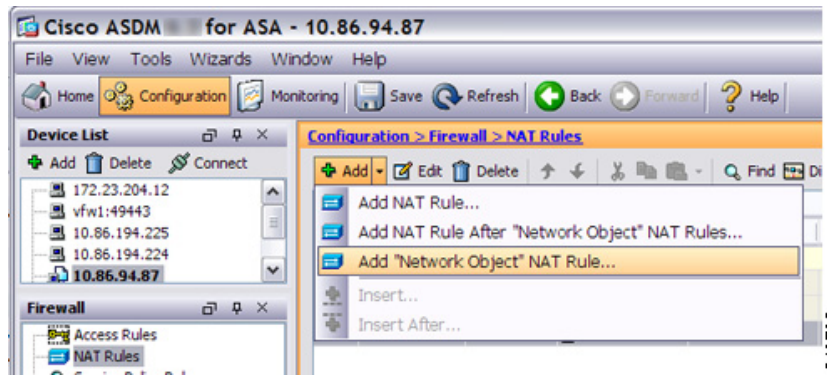 Cisco ASDM for ASA - 10.86.94.87
File View Tools Wizards Window Help
Home Configuration Monitoring Save Refresh Back Forward Help
Device List
Add Delete Connect
172.23.204.12
vfw1:49443
10.86.194.225
10.86.194.224
10.86.94.87
Firewall
Access Rules
NAT Rules
Configuration > Firewall > NAT Rules
Add Edit Delete Find Di
Add NAT Rule...
Add NAT Rule After "Network Object" NAT Rules...
Add "Network Object" NAT Rule...
Insert...
Insert After...